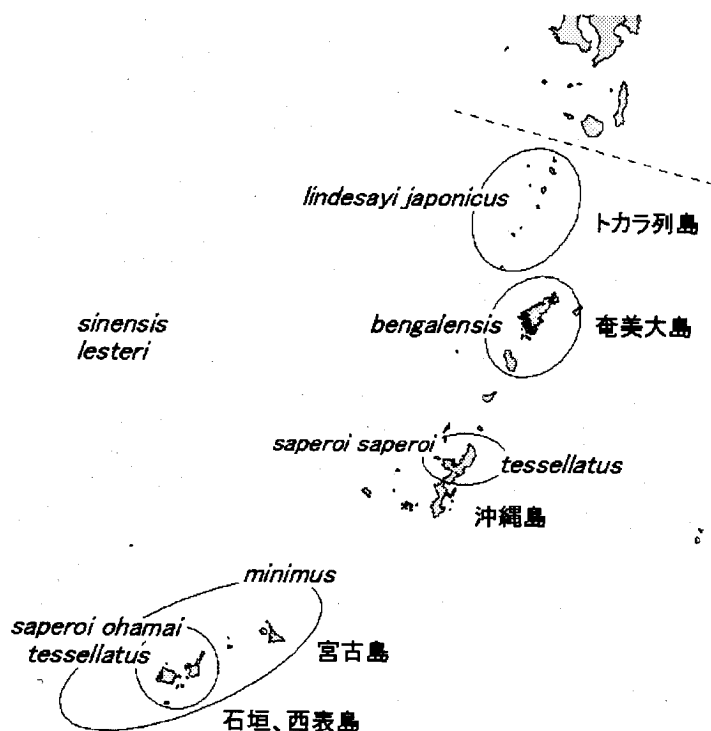 lindesayi japonicus
トカラ列島
sinensis
lesteri
bengalensis
奄美大島
saperoi saperoi
tessellatus
沖縄島
minimus
saperoi ohamai
tessellatus
宮古島
石垣、西表島